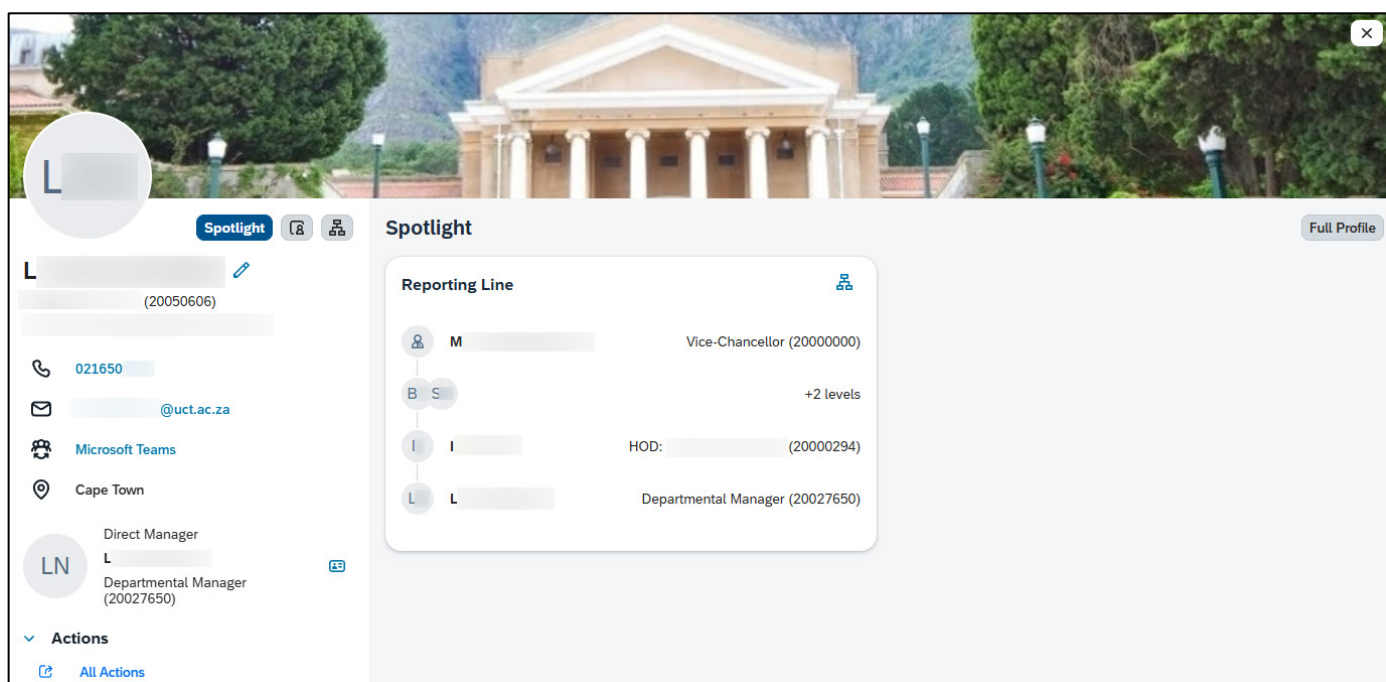 L
Spotlight
L
(20050606)
021650
@uct.ac.za
Microsoft Teams
Cape Town
Direct Manager
LN
L
Departmental Manager
(20027650)
Actions
All Actions
Spotlight
Full Profile
Reporting Line
M
Vice-Chancellor (20000000)
B S
+2 levels
I I
HOD:
(20000294)
L L
Departmental Manager (20027650)